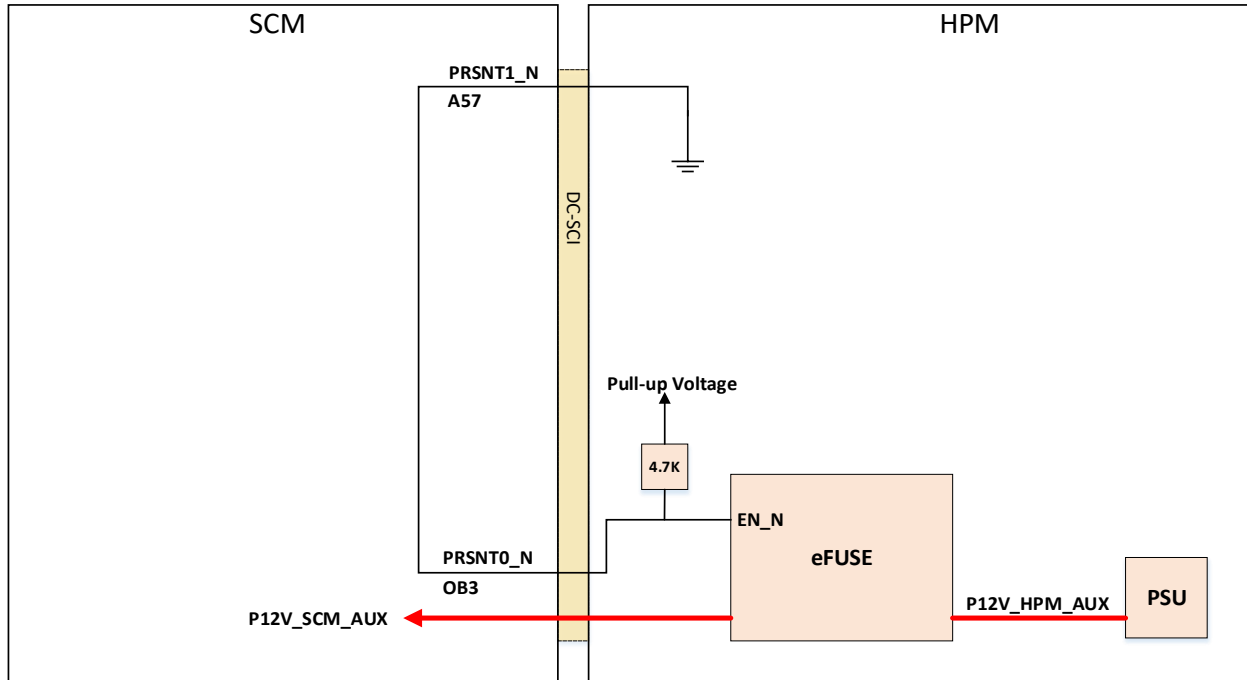 SCM
HPM
PRSNT1_N
A57
DC-SCI
Pull-up Voltage
4.7K
EN_N
eFUSE
PRSNT0_N
OB3
P12V_SCM_AUX
P12V_HPM_AUX
PSU